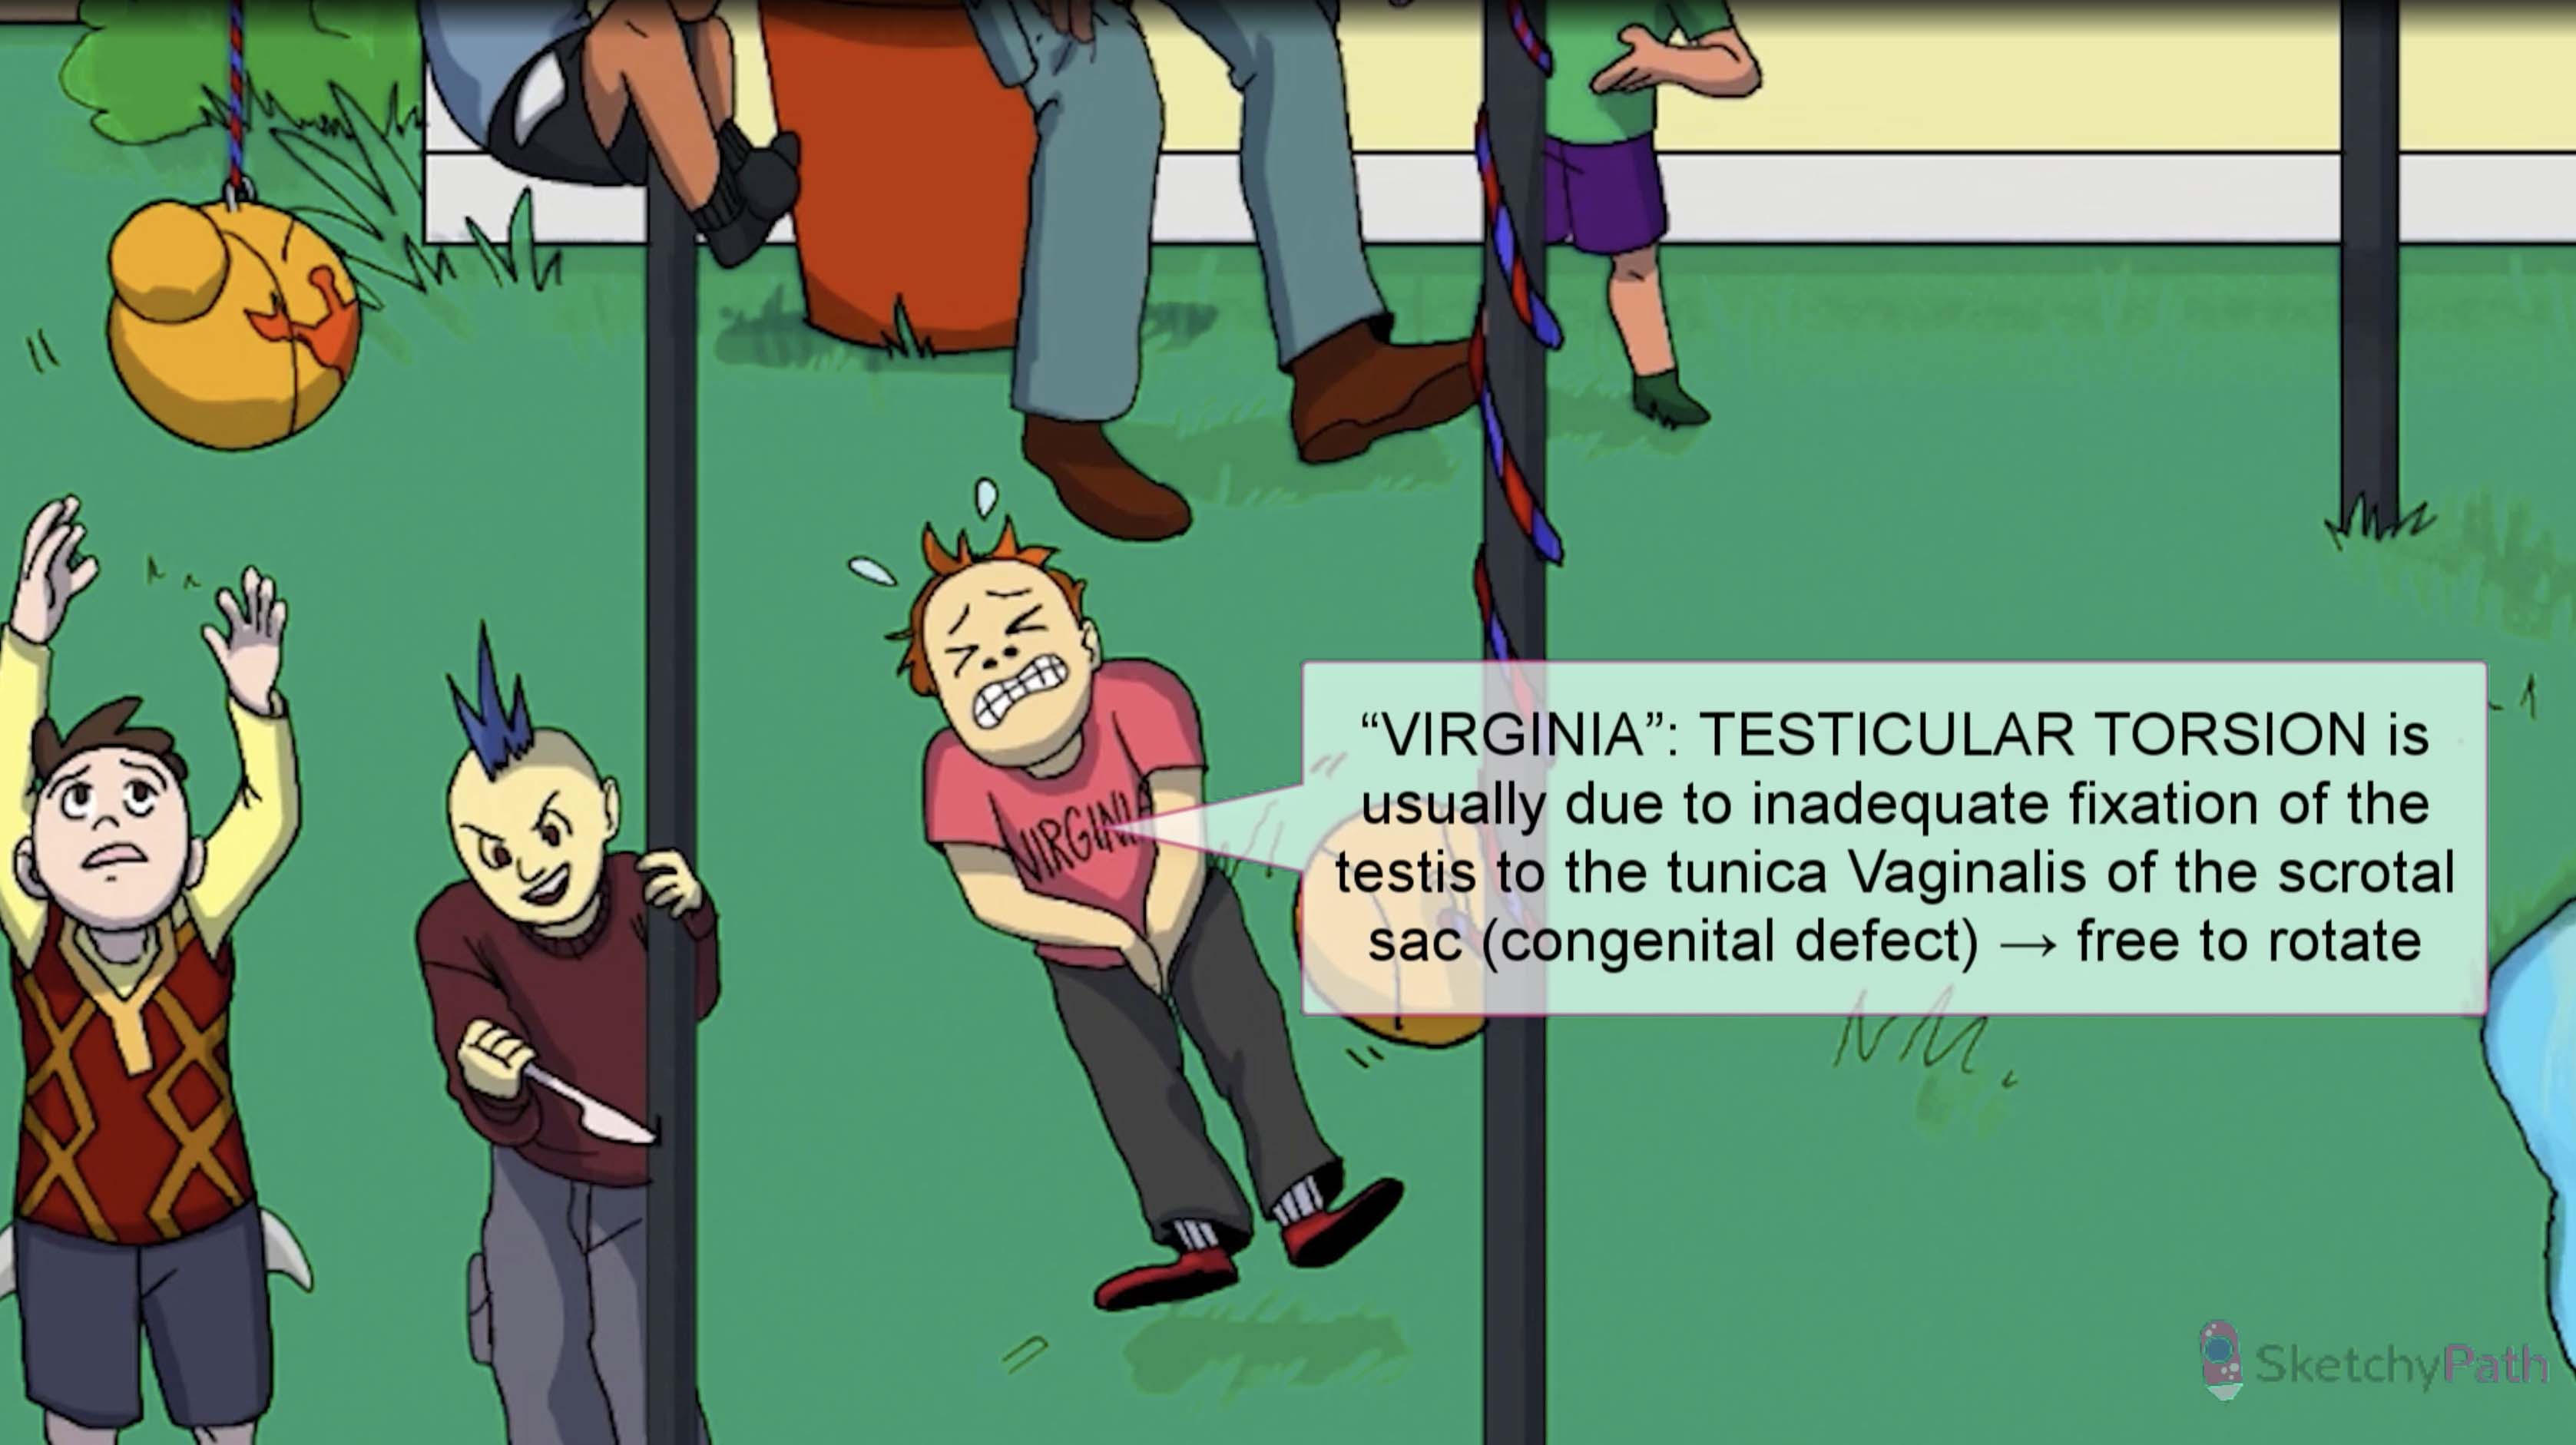 VIRGINIA
“VIRGINIA”: TESTICULAR TORSION is
usually due to inadequate fixation of the
testis to the tunica Vaginalis of the scrotal
sac (congenital defect) → free to rotate
SketchyPath